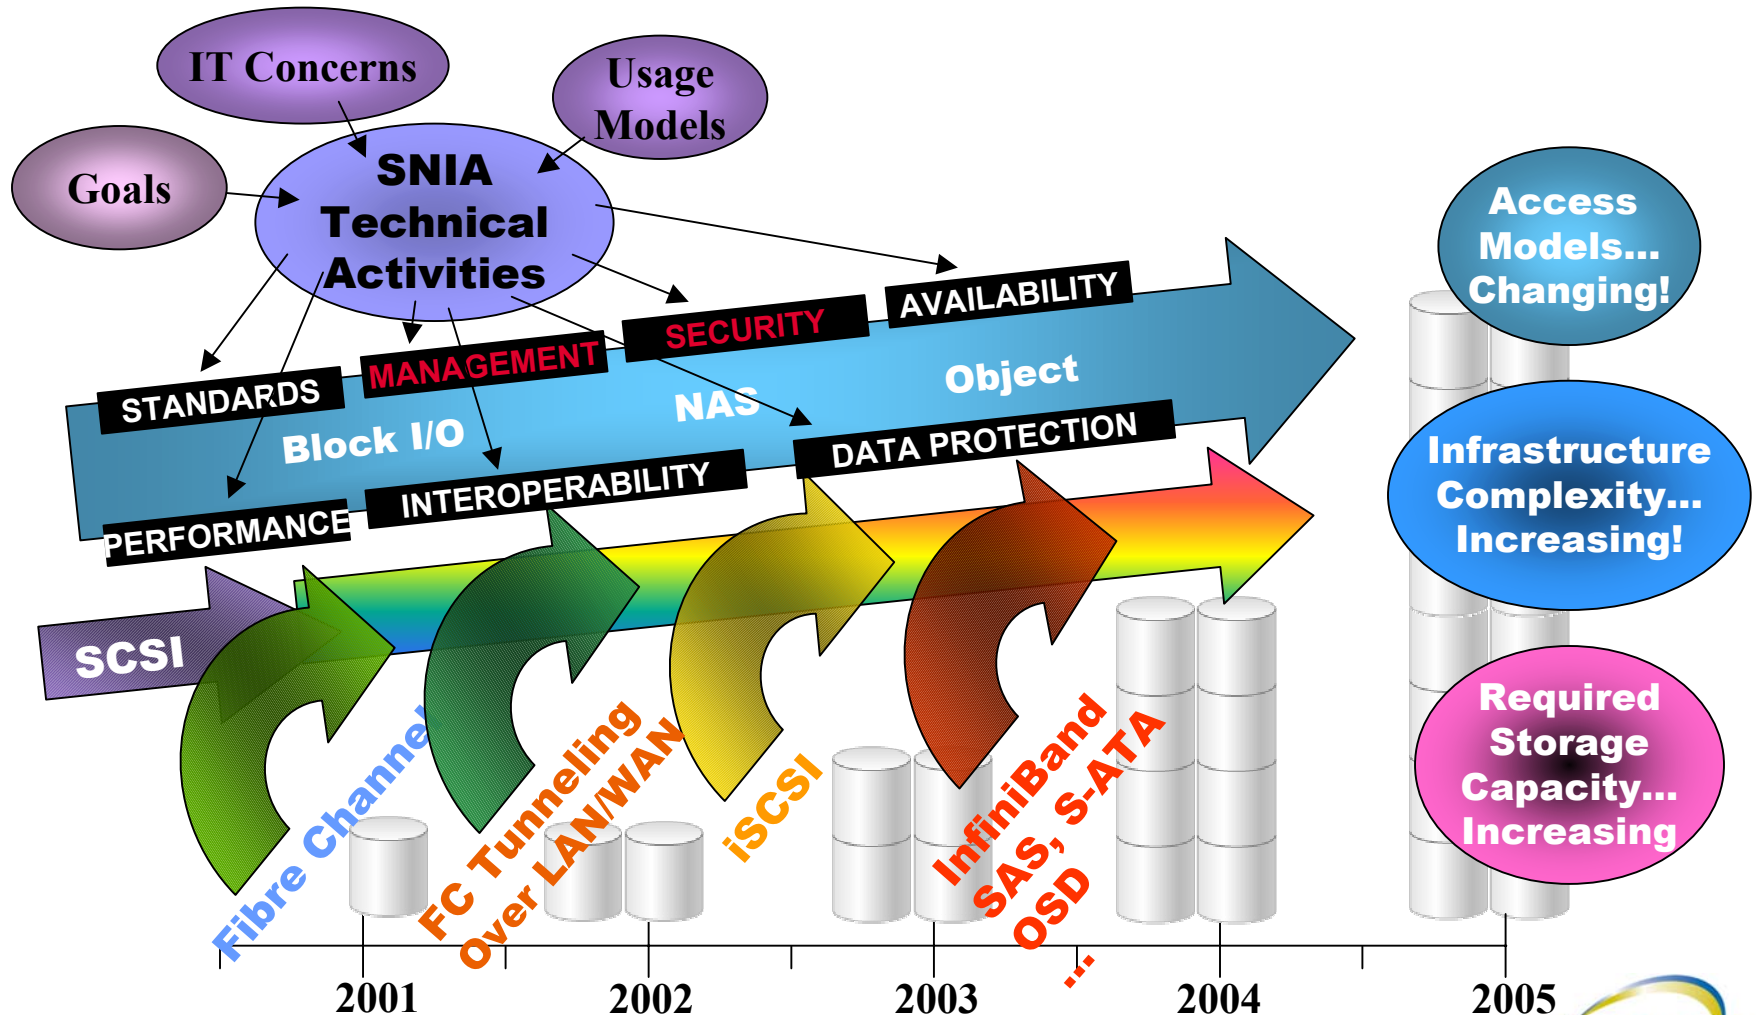 IT Concerns
Usage
Models
Goals
SNIA
Technical
Activities
Access
Models...
Changing!
AVAILABILITY
SECURITY
MANAGEMENT
STANDARDS
Object
NAS
Block I/O
DATA PROTECTION
INTEROPERABILITY
PERFORMANCE
Infrastructure
Complexity...
Increasing!
SCSI
Fibre Channel
FC Tunneling
Over LAN/WAN
iSCSI
InfiniBand
SAS, S-ATA
OSD
...
Required
Storage
Capacity...
Increasing
2001
2002
2003
2004
2005